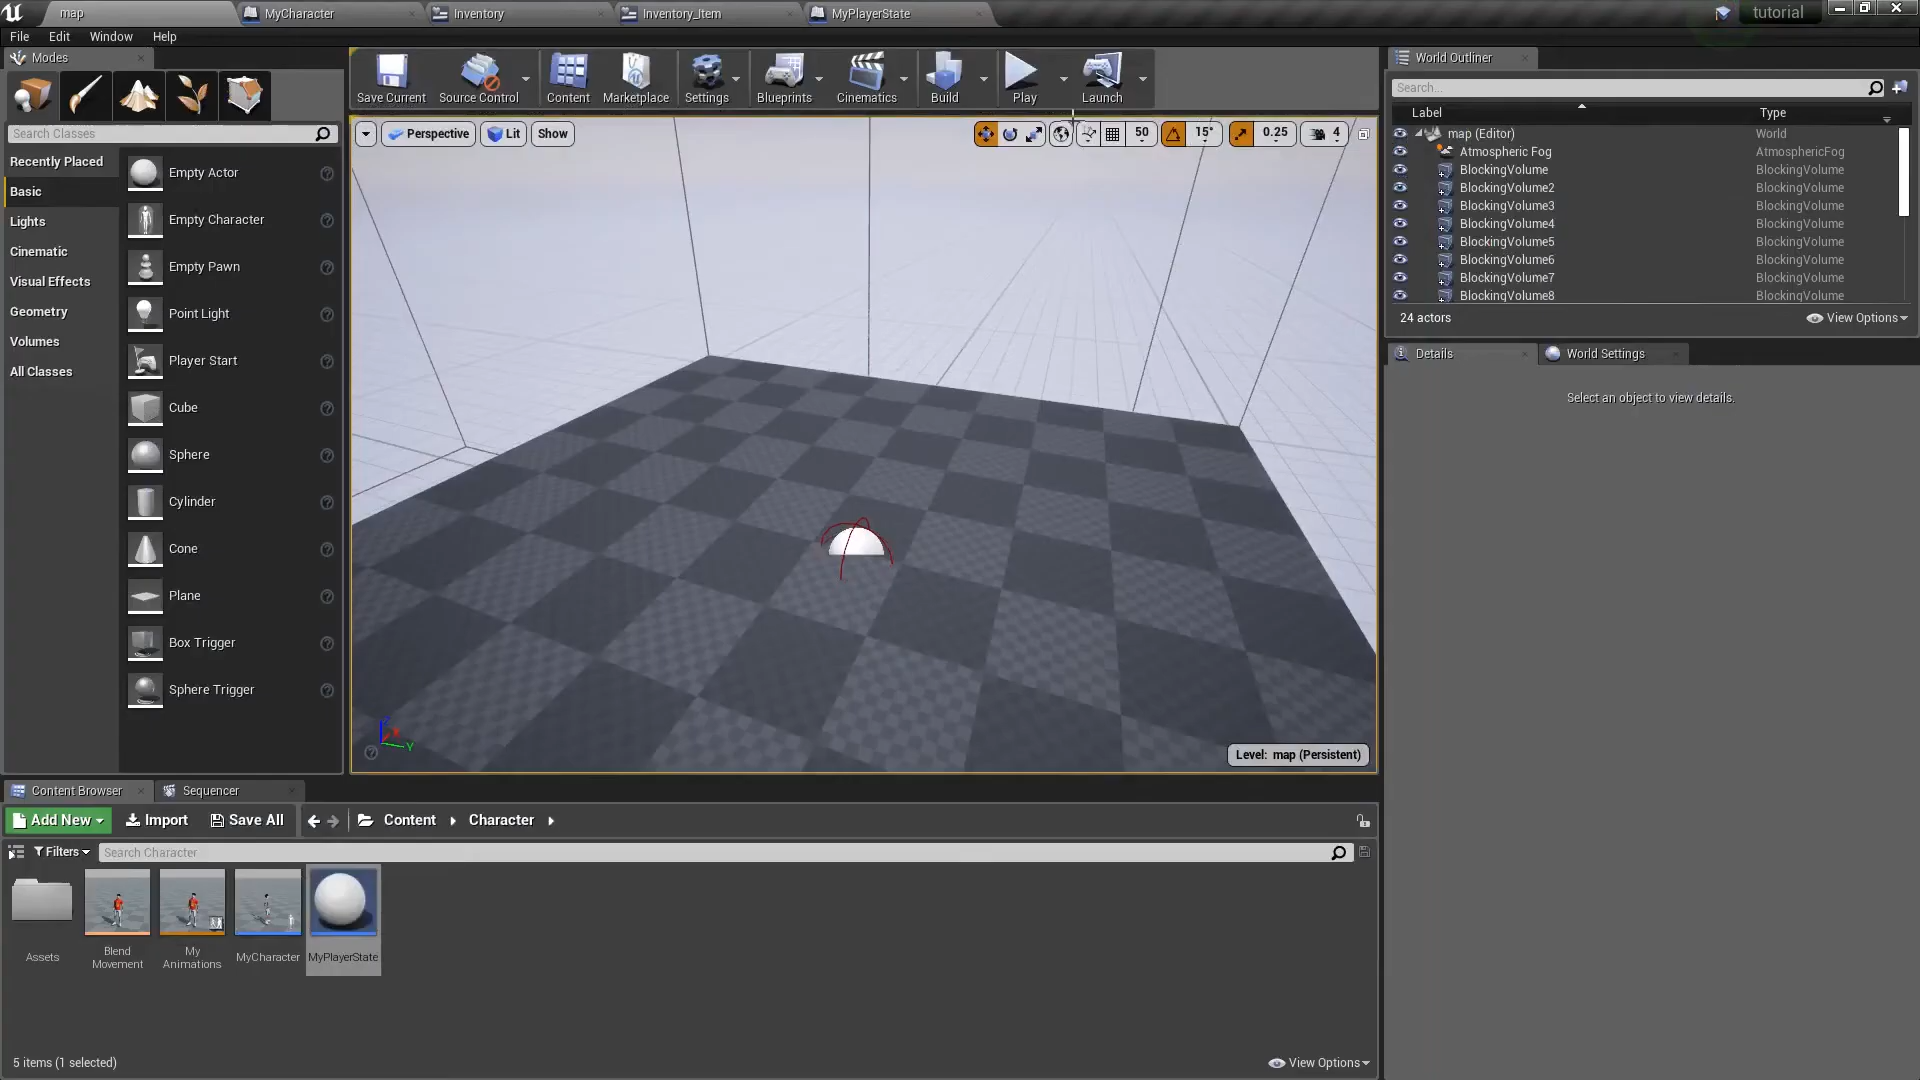 map
MyCharacter
Inventory
Inventory_Item
MyPlayerState
tutorial
File Edit Window Help
Modes
Save Current
Source Control
Content
Marketplace
Settings
Blueprints
Cinematics
Build
Play
Launch
Search Classes
Recently Placed
Basic
Lights
Cinematic
Visual Effects
Geometry
Volumes
All Classes
Empty Actor
Empty Character
Empty Pawn
Point Light
Player Start
Cube
Sphere
Cylinder
Cone
Plane
Box Trigger
Sphere Trigger
Perspective
Lit
Show
50
15°
0.25
4
Z
X
Y
Level: map (Persistent)
World Outliner
Search...
Label Type
map (Editor) World
Atmospheric Fog AtmosphericFog
BlockingVolume BlockingVolume
BlockingVolume2 BlockingVolume
BlockingVolume3 BlockingVolume
BlockingVolume4 BlockingVolume
BlockingVolume5 BlockingVolume
BlockingVolume6 BlockingVolume
BlockingVolume7 BlockingVolume
BlockingVolume8 BlockingVolume
24 actors
View Options
Details
World Settings
Select an object to view details.
Content Browser
Sequencer
Add New
Import
Save All
Content
Character
Filters
Search Character
Assets
Blend
Movement
My
Animations
MyCharacter
MyPlayerState
5 items (1 selected)
View Options